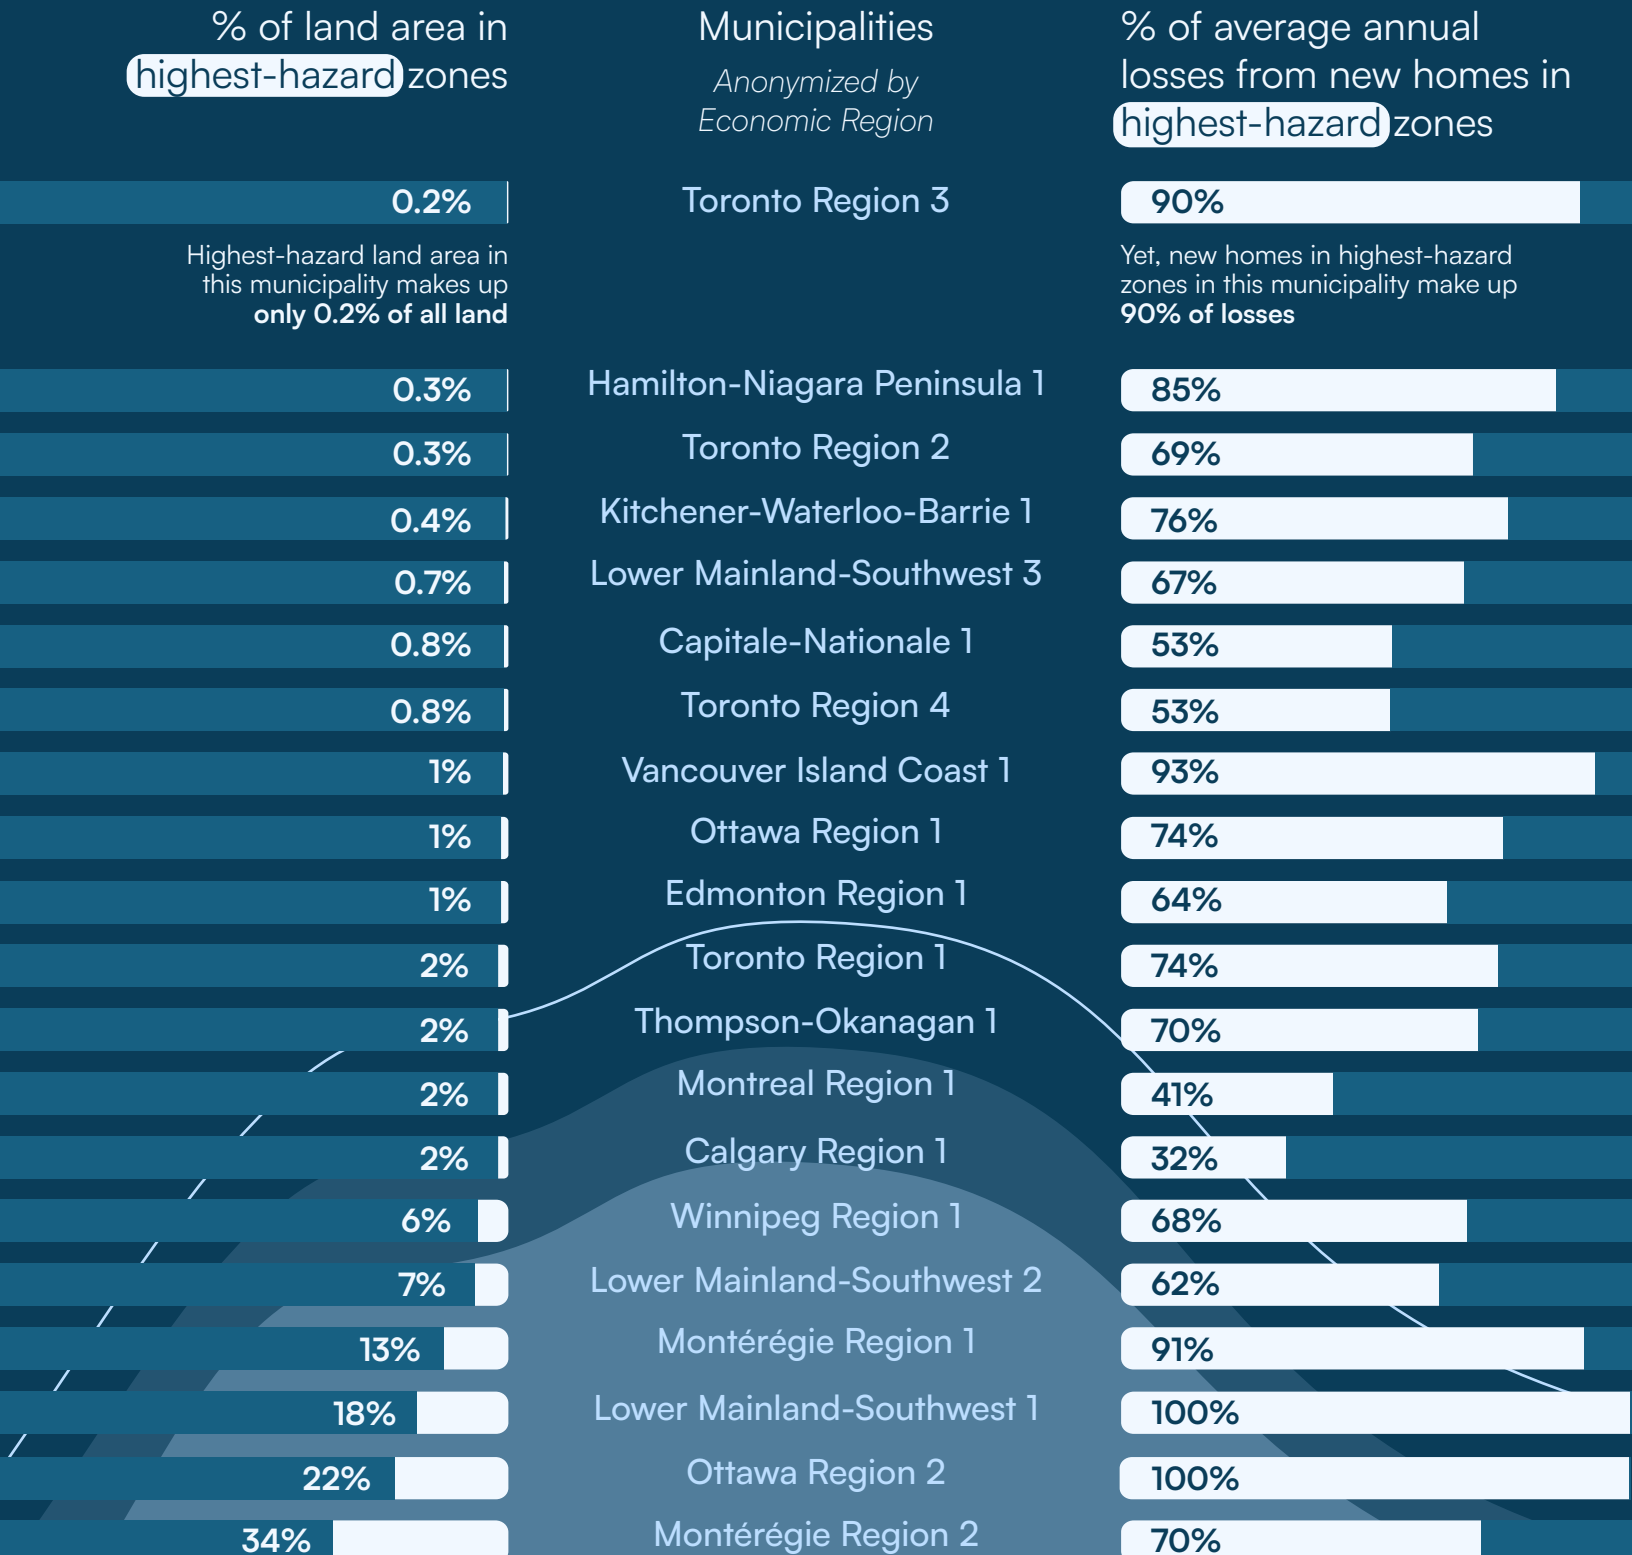 % of land area in
highest-hazard zones
Municipalities
Anonymized by
Economic Region
% of average annual
losses from new homes in
highest-hazard zones
0.2% Toronto Region 3 90%
Highest-hazard land area in
this municipality makes up
only 0.2% of all land
Yet, new homes in highest-hazard
zones in this municipality make up
90% of losses
0.3% Hamilton-Niagara Peninsula 1 85%
0.3% Toronto Region 2 69%
0.4% Kitchener-Waterloo-Barrie 1 76%
0.7% Lower Mainland-Southwest 3 67%
0.8% Capitale-Nationale 1 53%
0.8% Toronto Region 4 53%
1% Vancouver Island Coast 1 93%
1% Ottawa Region 1 74%
1% Edmonton Region 1 64%
2% Toronto Region 1 74%
2% Thompson-Okanagan 1 70%
2% Montreal Region 1 41%
2% Calgary Region 1 32%
6% Winnipeg Region 1 68%
7% Lower Mainland-Southwest 2 62%
13% Montérégie Region 1 91%
18% Lower Mainland-Southwest 1 100%
22% Ottawa Region 2 100%
34% Montérégie Region 2 70%